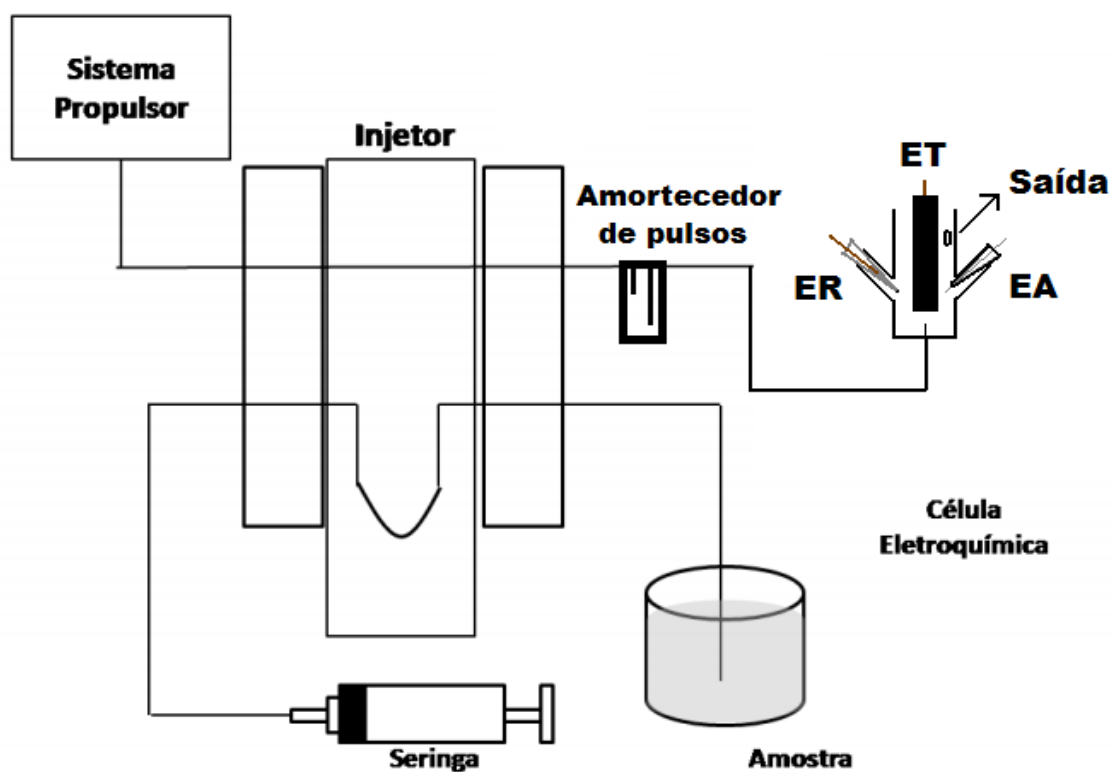 Sistema
Propulsor
Injetor
Amortecedor
de pulsos
ET
Saída
ER
EA
Célula
Eletroquímica
Seringa
Amostra